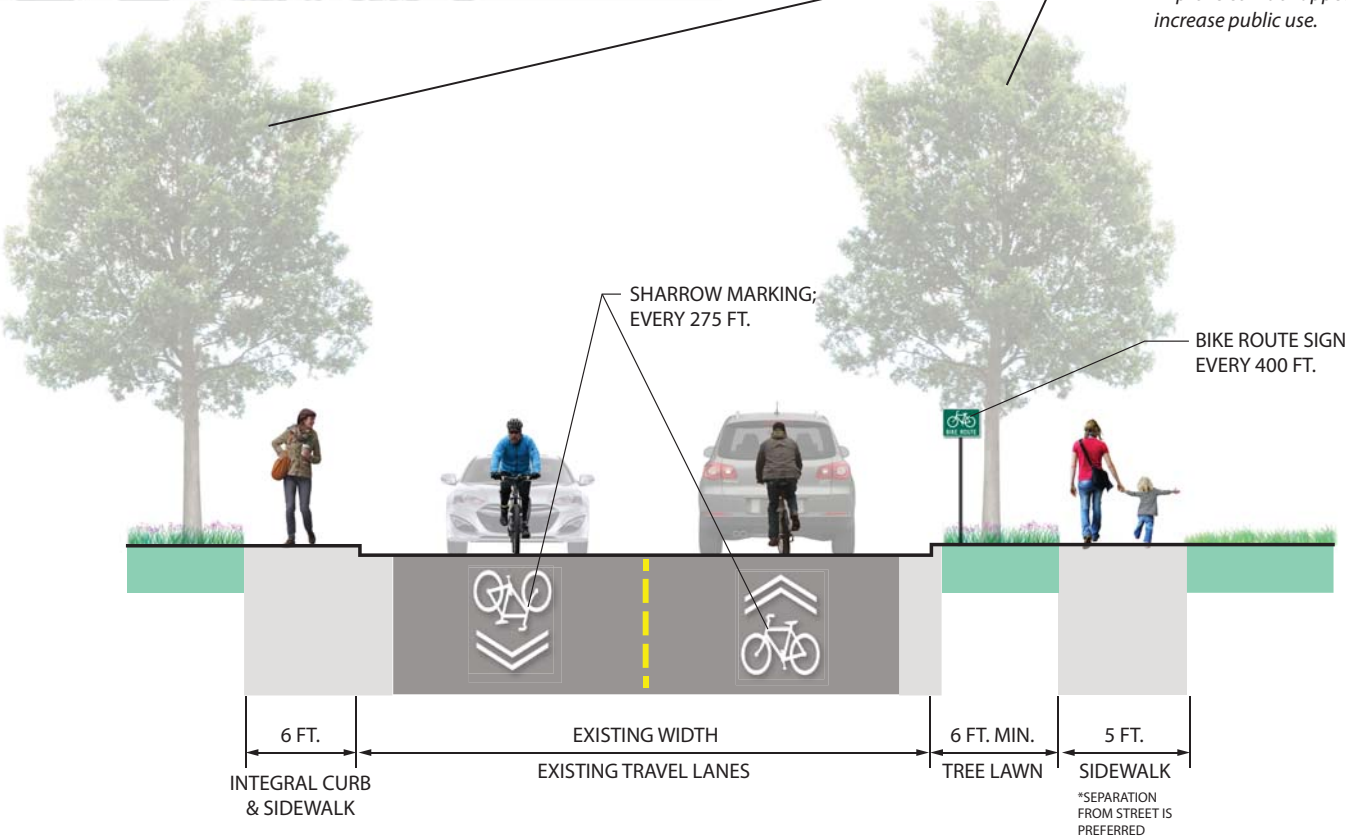 increase public use.
SHARROW MARKING;
EVERY 275 FT.
BIKE ROUTE SIGN
EVERY 400 FT.
BIKE ROUTE
6 FT.
EXISTING WIDTH
6 FT. MIN.
5 FT.
INTEGRAL CURB
& SIDEWALK
EXISTING TRAVEL LANES
TREE LAWN
SIDEWALK
*SEPARATION
FROM STREET IS
PREFERRED